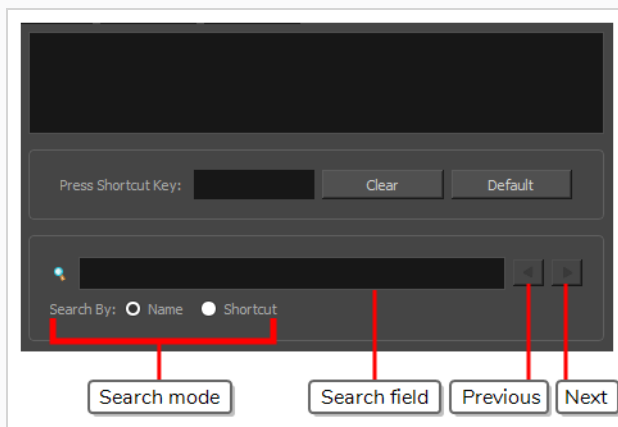 Press Shortcut Key: Clear Default
Search By: Name Shortcut
Search mode Search field Previous Next